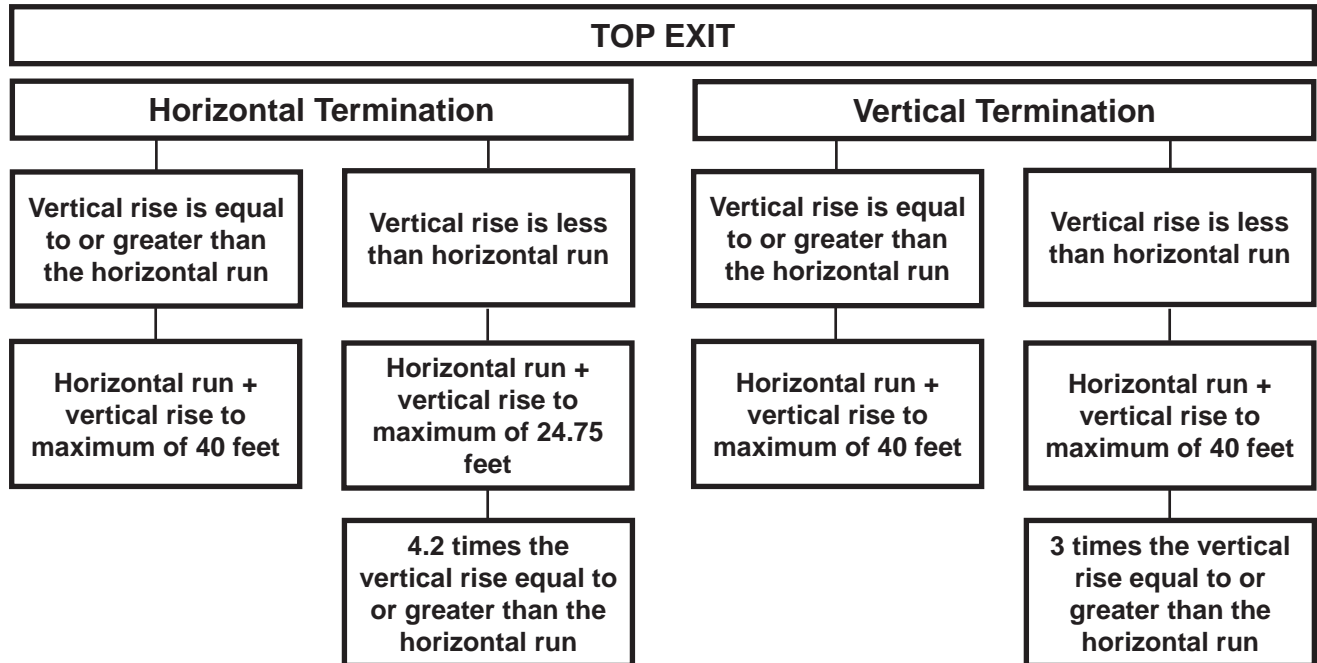 TOP EXIT
Horizontal Termination
Vertical rise is equal
to or greater than
the horizontal run
Horizontal run +
vertical rise to
maximum of 40 feet
Vertical rise is less
than horizontal run
Horizontal run +
vertical rise to
maximum of 24.75
feet
4.2 times the
vertical rise equal to
or greater than the
horizontal run
Vertical Termination
Vertical rise is equal
to or greater than
the horizontal run
Horizontal run +
vertical rise to
maximum of 40 feet
Vertical rise is less
than horizontal run
Horizontal run +
vertical rise to
maximum of 40 feet
3 times the vertical
rise equal to or
greater than the
horizontal run